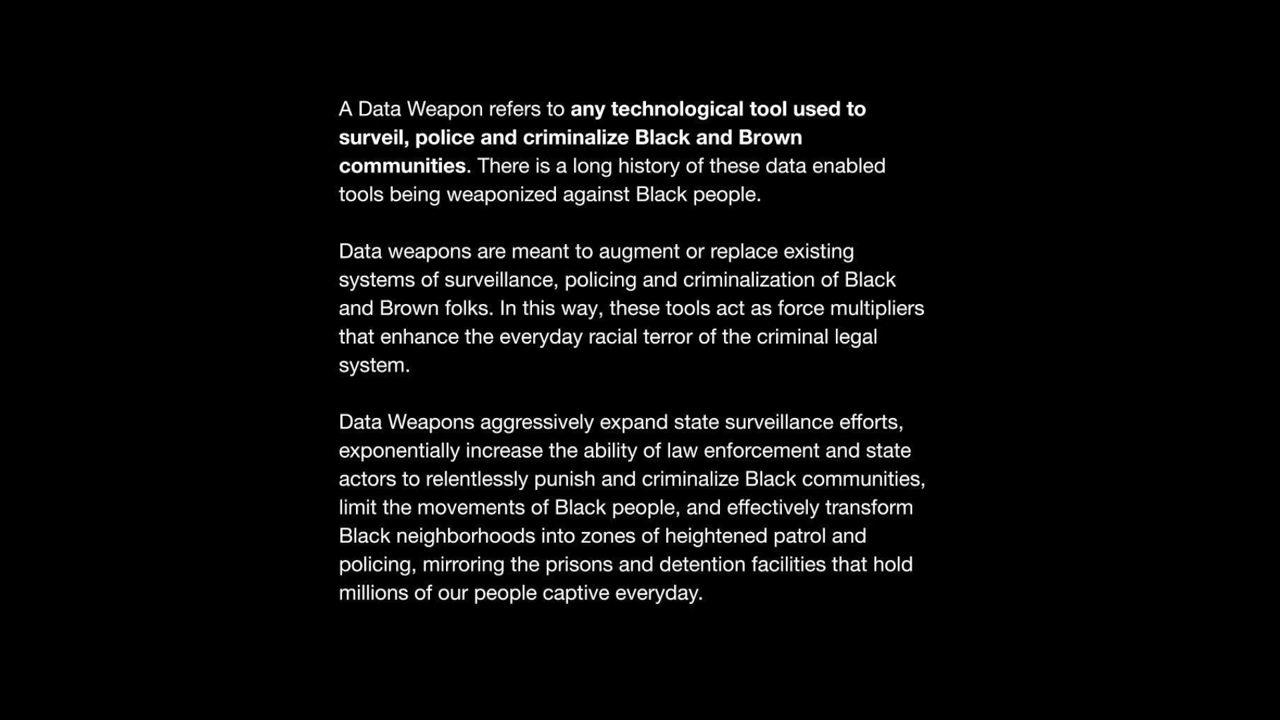 A Data Weapon refers to any technological tool used to
surveil, police and criminalize Black and Brown
communities. There is a long history of these data enabled
tools being weaponized against Black people.
Data weapons are meant to augment or replace existing
systems of surveillance, policing and criminalization of Black
and Brown folks. In this way, these tools act as force multipliers
that enhance the everyday racial terror of the criminal legal
system.
Data Weapons aggressively expand state surveillance efforts,
exponentially increase the ability of law enforcement and state
actors to relentlessly punish and criminalize Black communities,
limit the movements of Black people, and effectively transform
Black neighborhoods into zones of heightened patrol and
policing, mirroring the prisons and detention facilities that hold
millions of our people captive everyday.